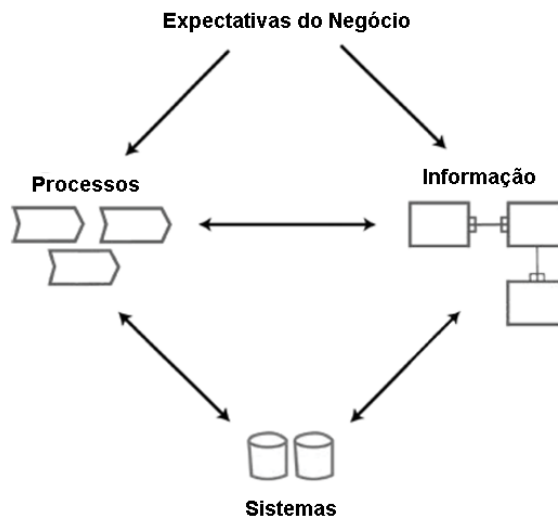 Expectativas do Negócio
Processos
Informação
Sistemas